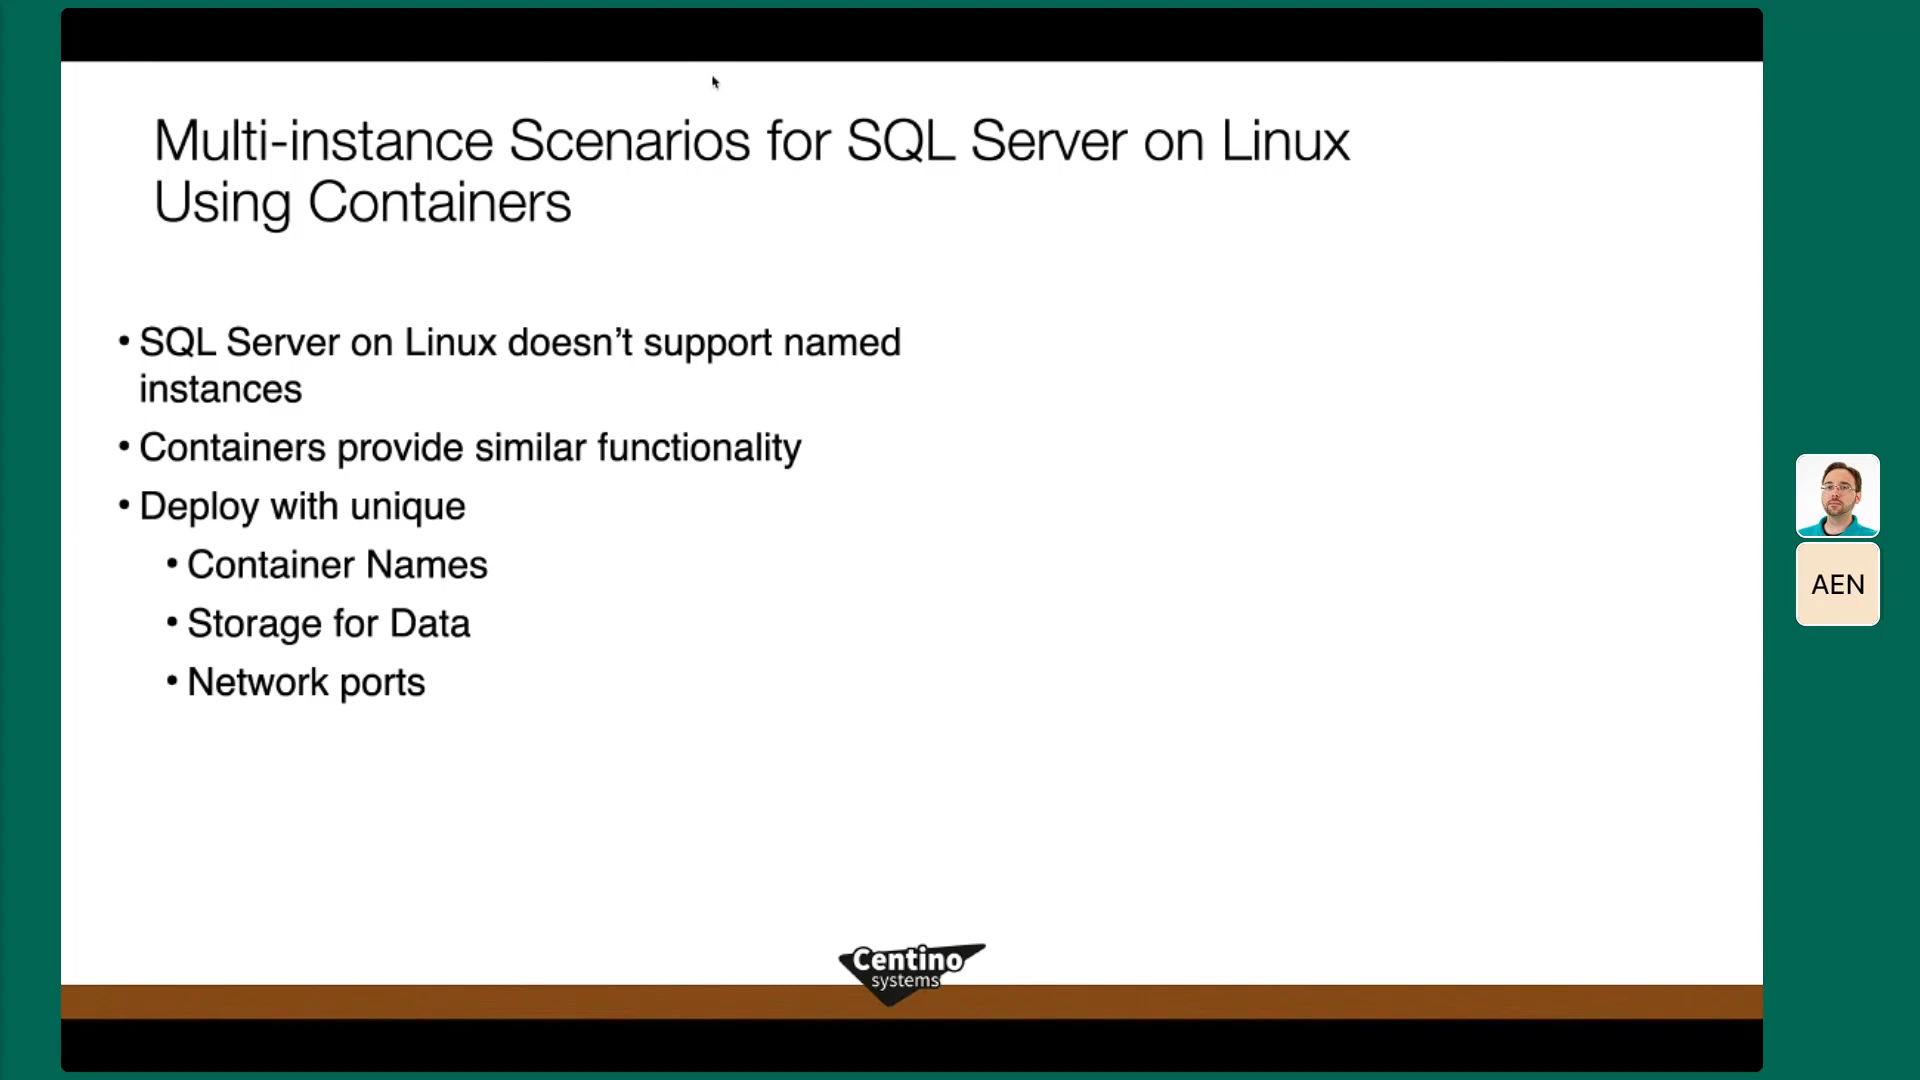 Multi-instance Scenarios for SQL Server on Linux
Using Containers
• SQL Server on Linux doesn’t support named
instances
• Containers provide similar functionality
• Deploy with unique
• Container Names
• Storage for Data
• Network ports
AEN
Centino
systems